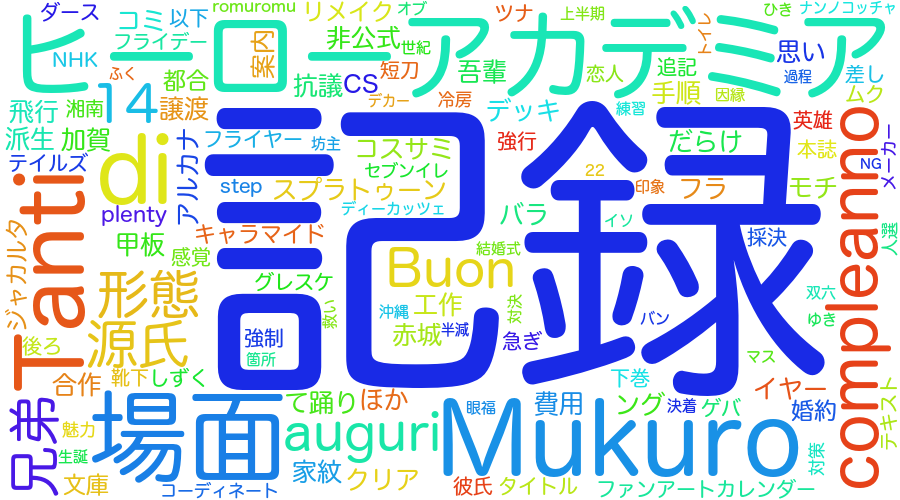 ダース
コミ
以下
romuromu
リメイク
オブ
ツナ
上半期
トイレ
ひき
ナンノコッチャ
NHK
フライデー
ヒーローアカデミア
案内
非公式
世紀
思い
ふく
都合
抗議
CS
短刀
吾輩
恋人
追記
過程
差し
飛行
湘南
14
譲渡
デカー
冷房
デッキ
練習
手順
因縁
ムク
派生
加賀
フライヤー
坊主
コスサミ
強行
だらけ
英雄
本誌
NG
メーカー
テイルズ
di
アルカナ
step
スプラトゥーン
セブンイレ
22
印象
フラ
モチ
plenty
ディーカッツェ
バラ
イソ
記録
compleanno
Tanti
ジャカルタ
甲板
感覚
キャラマイド
結婚式
採決
人選
形態
グレスケ
Buon
双六
ゆき
源氏
後ろ
強制
箇所
救い
沖縄
工作
赤城
半減
対決
急ぎ
バン
マス
合作
靴下
しずく
下巻
イヤー
テキスト
兄弟
場面
て踊り
ほか
眼福
費用
ング
決着
ゲバ
婚約
魅力
生誕
auguri
Mukuro
対策
文庫
家紋
クリア
コーディネート
彼氏
タイトル
ファンアートカレンダー